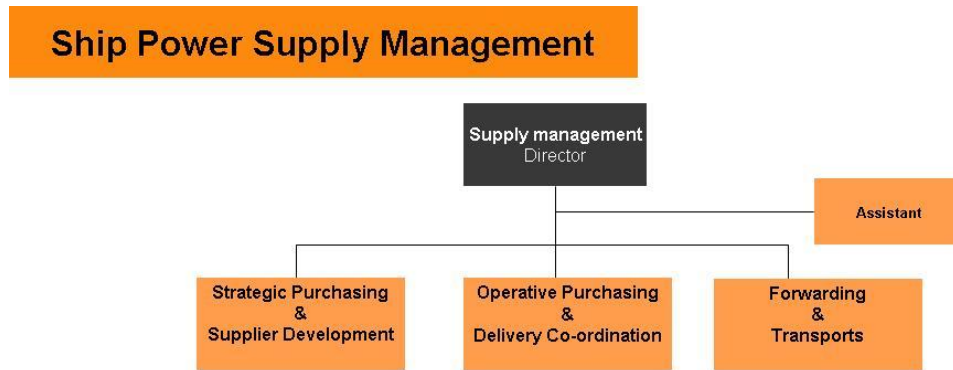 Ship Power Supply Management
Supply management
Director
Assistant
Strategic Purchasing
&
Supplier Development
Operative Purchasing
&
Delivery Co-ordination
Forwarding
&
Transports